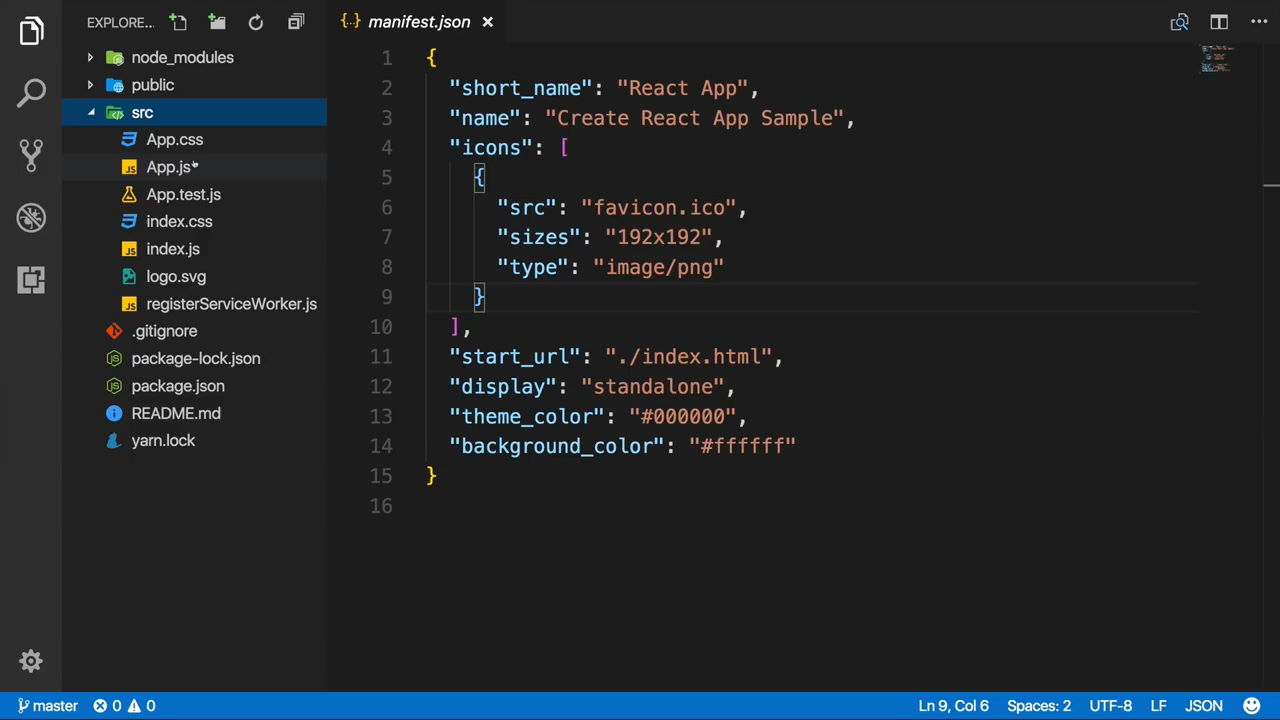 EXPLORE...
node_modules
public
src
App.css
App.js
App.test.js
index.css
index.js
logo.svg
registerServiceWorker.js
.gitignore
package-lock.json
package.json
README.md
yarn.lock
manifest.json
1 {
2 "short_name": "React App",
3 "name": "Create React App Sample",
4 "icons": [
5 {
6 "src": "favicon.ico",
7 "sizes": "192x192",
8 "type": "image/png"
9 }
10 ],
11 "start_url": "./index.html",
12 "display": "standalone",
13 "theme_color": "#000000",
14 "background_color": "#ffffff"
15 }
16
master 0 0 Ln 9, Col 6 Spaces: 2 UTF-8 LF JSON